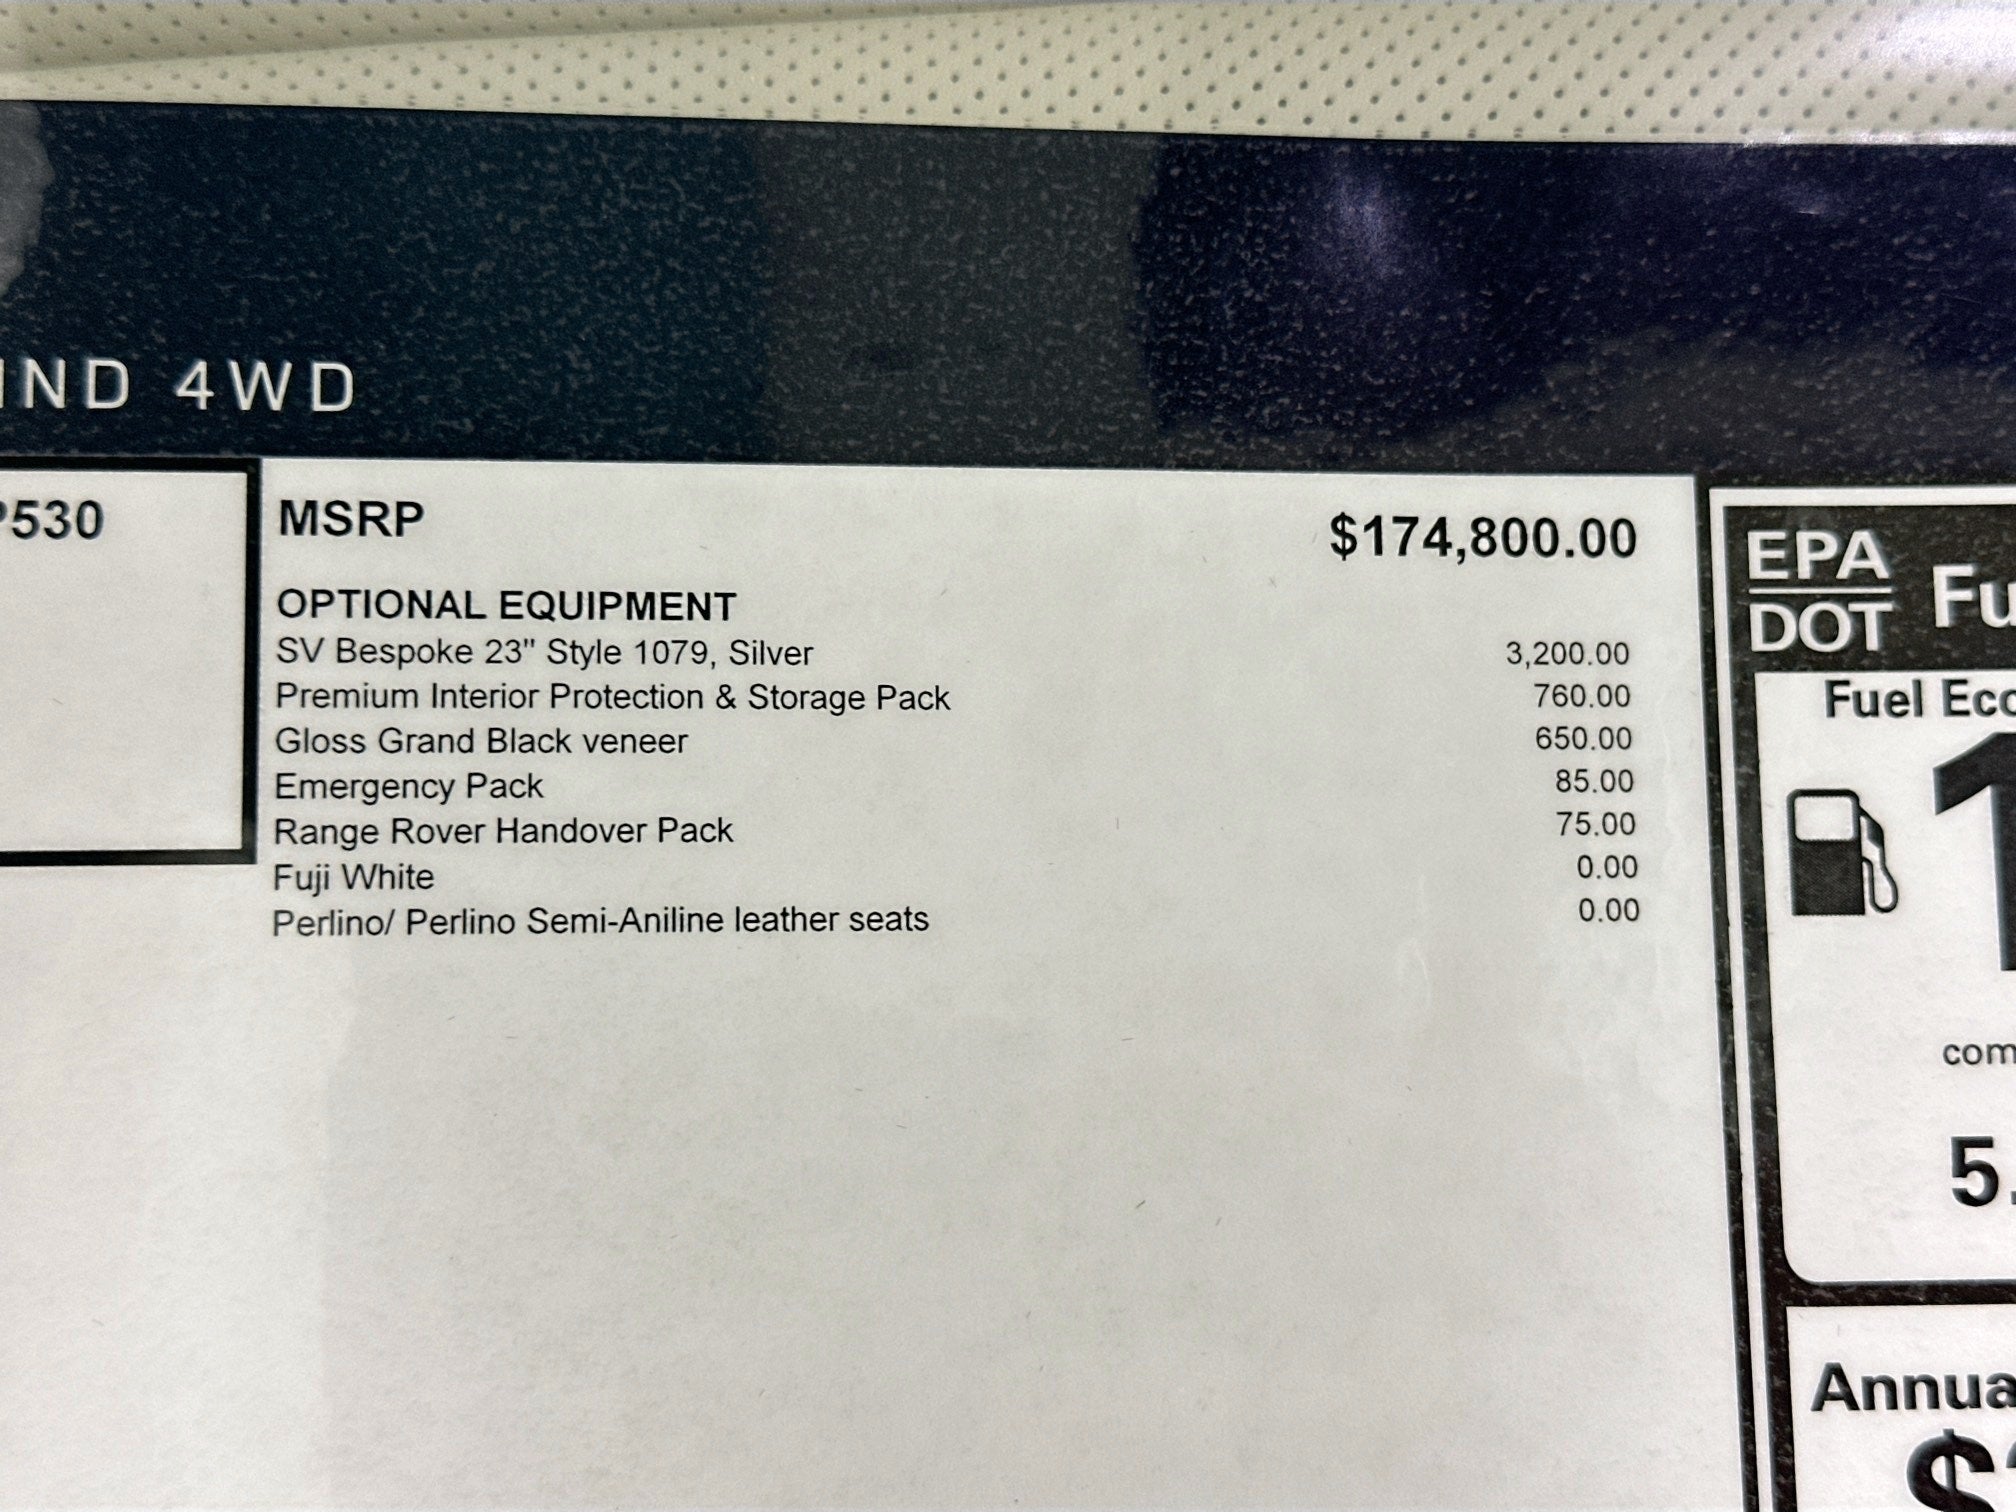 IND 4WD
P530
MSRP $174,800.00
OPTIONAL EQUIPMENT
SV Bespoke 23" Style 1079, Silver 3,200.00
Premium Interior Protection & Storage Pack 760.00
Gloss Grand Black veneer 650.00
Emergency Pack 85.00
Range Rover Handover Pack 75.00
Fuji White 0.00
Perlino/ Perlino Semi-Aniline leather seats 0.00
EPA
DOT Fu
Fuel Eco
1
com
5.
Annua
$